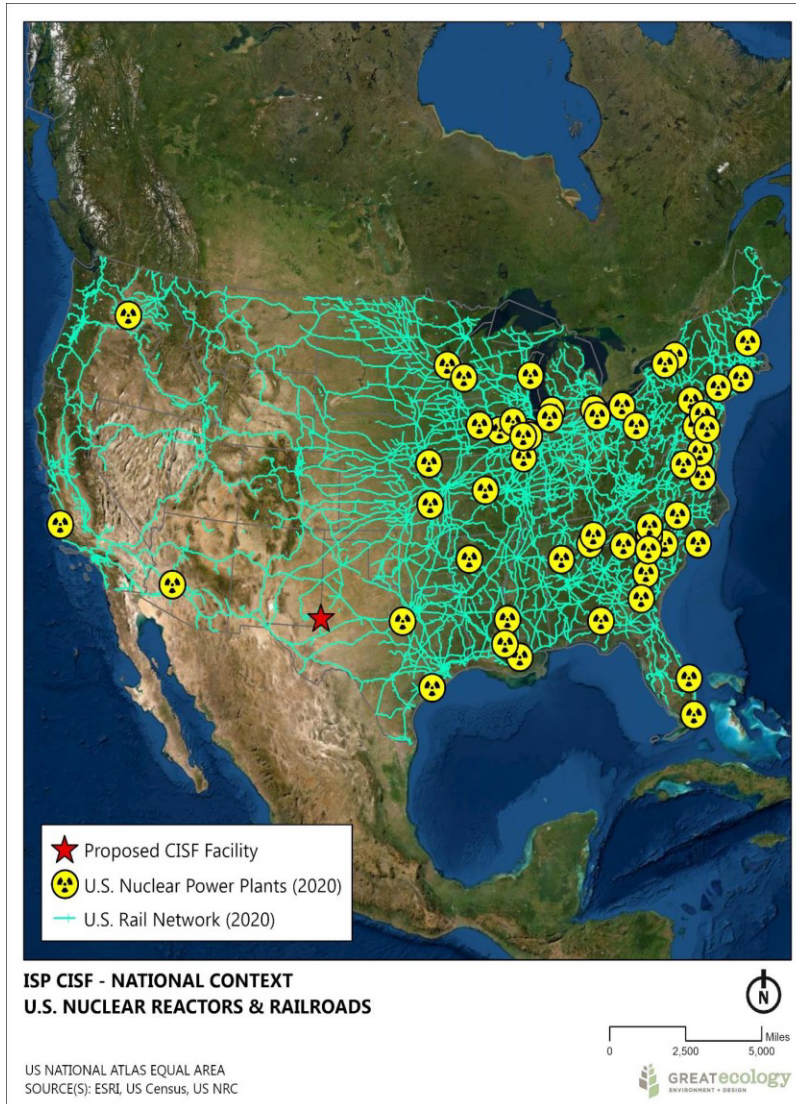 Proposed CISF Facility
U.S. Nuclear Power Plants (2020)
U.S. Rail Network (2020)
ISP CISF - NATIONAL CONTEXT
U.S. NUCLEAR REACTORS & RAILROADS
N
Miles
0 2,500 5,000
US NATIONAL ATLAS EQUAL AREA
SOURCE(S): ESRI, US Census, US NRC
GREATecology
ENVIRONMENT + DESIGN